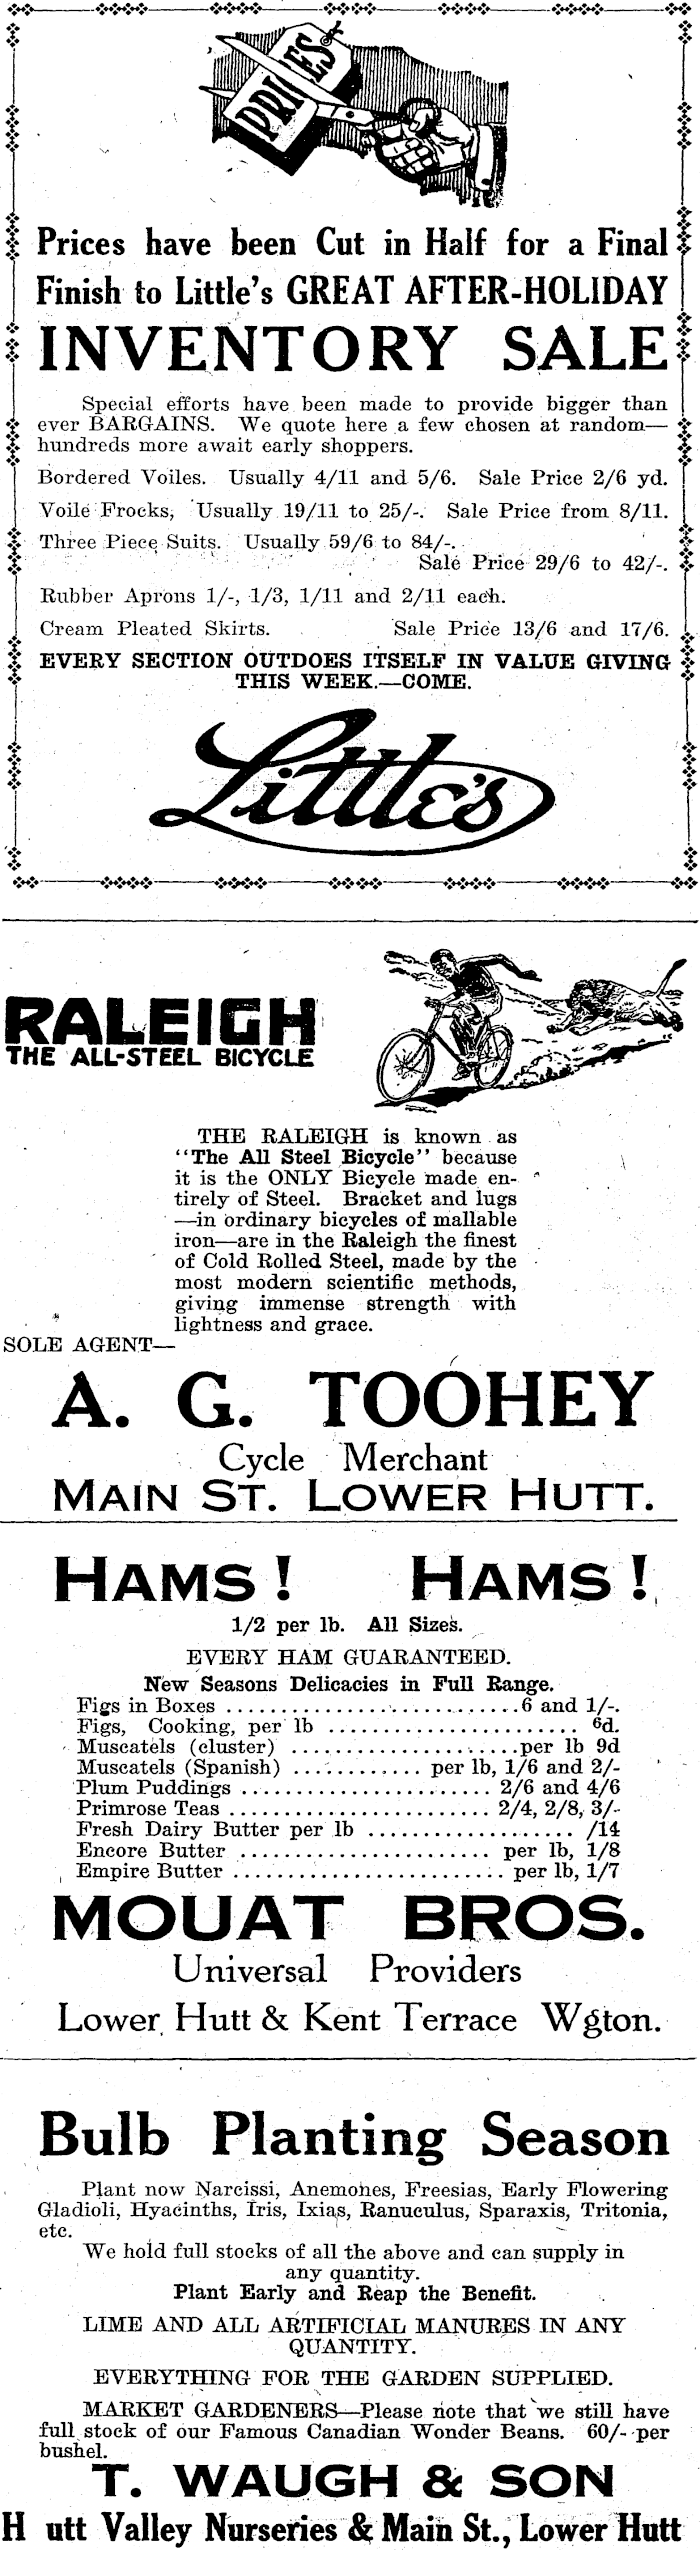 PRICES
Prices have been Cut in Half for a Final
Finish to Little's GREAT AFTER-HOLIDAY
INVENTORY SALE
Special efforts have been made to provide bigger than
ever BARGAINS. We quote here a few chosen at random—
hundreds more await early shoppers.
Bordered Voiles. Usually 4/11 and 5/6. Sale Price 2/6 yd.
Voile Frocks, Usually 19/11 to 25/-. Sale Price from 8/11.
Three Piece Suits. Usually 59/6 to 84/-.
Sale Price 29/6 to 42/-.
Rubber Aprons 1/-, 1/3, 1/11 and 2/11 each.
Cream Pleated Skirts. Sale Price 13/6 and 17/6.
EVERY SECTION OUTDOES ITSELF IN VALUE GIVING
THIS WEEK.—COME.
Little's
RALEIGH
THE ALL-STEEL BICYCLE
THE RALEIGH is known as
"The All Steel Bicycle" because
it is the ONLY Bicycle made en-
tirely of Steel. Bracket and lugs
—in ordinary bicycles of mallable
iron—are in the Raleigh the finest
of Cold Rolled Steel, made by the
most modern scientific methods,
giving immense strength with
lightness and grace.
SOLE AGENT—
A. G. TOOHEY
Cycle Merchant
MAIN ST. LOWER HUTT.
HAMS! HAMS!
1/2 per lb. All Sizes.
EVERY HAM GUARANTEED.
New Seasons Delicacies in Full Range.
Figs in Boxes ............................6 and 1/-.
Figs, Cooking, per lb ....................... 6d.
Muscatels (cluster) .......................per lb 9d
Muscatels (Spanish) ............ per lb, 1/6 and 2/-
Plum Puddings ....................... 2/6 and 4/6
Primrose Teas ........................ 2/4, 2/8, 3/-
Fresh Dairy Butter per lb ................... /14
Encore Butter ....................... per lb, 1/8
Empire Butter ......................... per lb, 1/7
MOUAT BROS.
Universal Providers
Lower Hutt & Kent Terrace Wgton.
Bulb Planting Season
Plant now Narcissi, Anemones, Freesias, Early Flowering
Gladioli, Hyacinths, Iris, Ixias, Ranuculus, Sparaxis, Tritonia,
etc.
We hold full stocks of all the above and can supply in
any quantity.
Plant Early and Reap the Benefit.
LIME AND ALL ARTIFICIAL MANURES IN ANY
QUANTITY.
EVERYTHING FOR THE GARDEN SUPPLIED.
MARKET GARDENERS—Please note that we still have
full stock of our Famous Canadian Wonder Beans. 60/- per
bushel.
T. WAUGH & SON
H utt Valley Nurseries & Main St., Lower Hutt